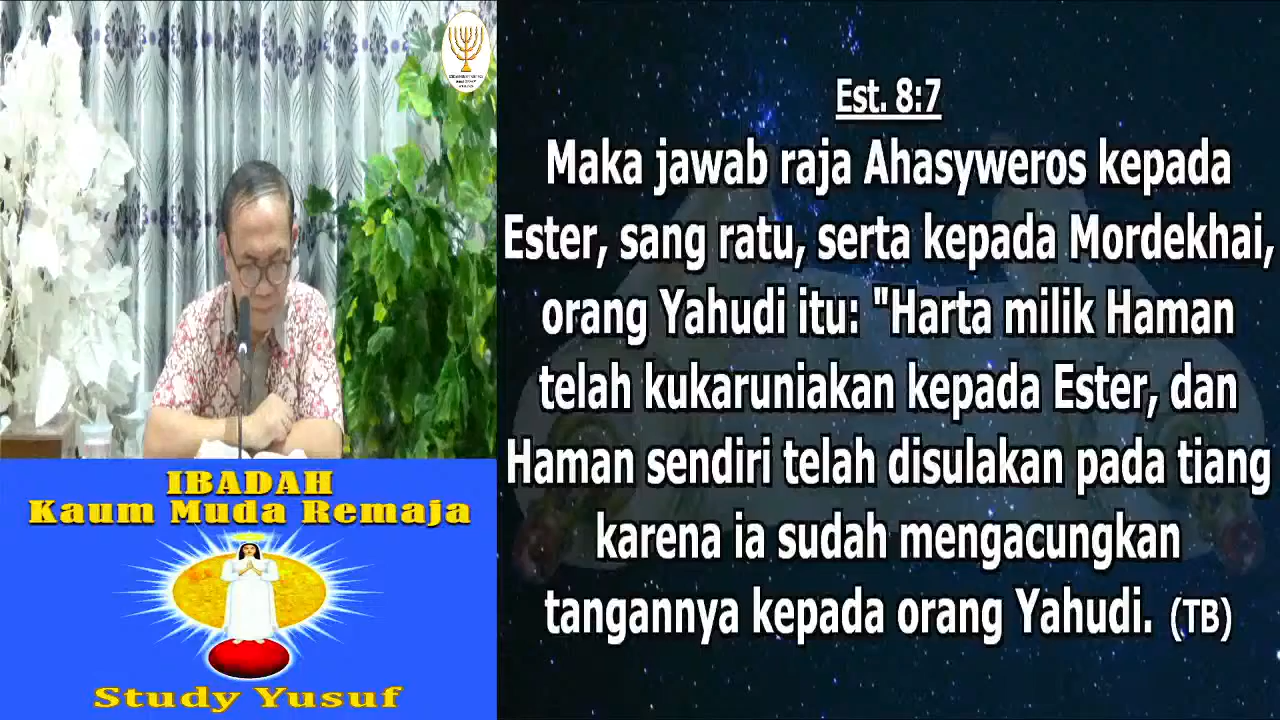 Est. 8:7
Maka jawab raja Ahasyweros kepada
Ester, sang ratu, serta kepada Mordekhai,
orang Yahudi itu: "Harta milik Haman
telah kukaruniakan kepada Ester, dan
Haman sendiri telah disulakan pada tiang
karena ia sudah mengacungkan
tangannya kepada orang Yahudi. (TB)
IBADAH
Kaum Muda Remaja
Study Yusuf